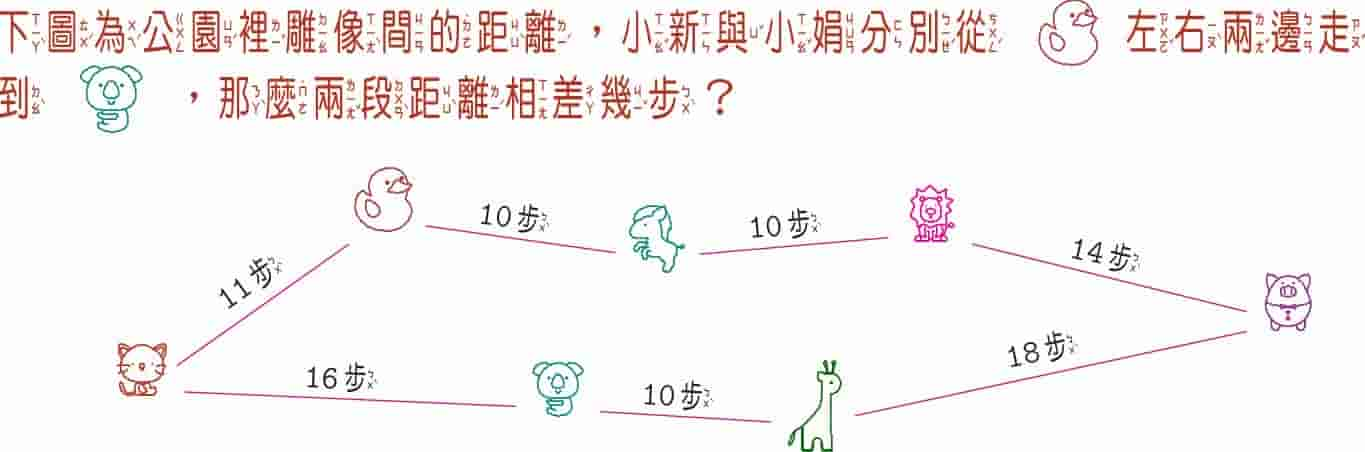 下圖為公園裡雕像間的距離，小新與小娟分別從 左右兩邊走
到 ，那麼兩段距離相差幾步？
10步 10步
14步
11步
18步
16步 10步